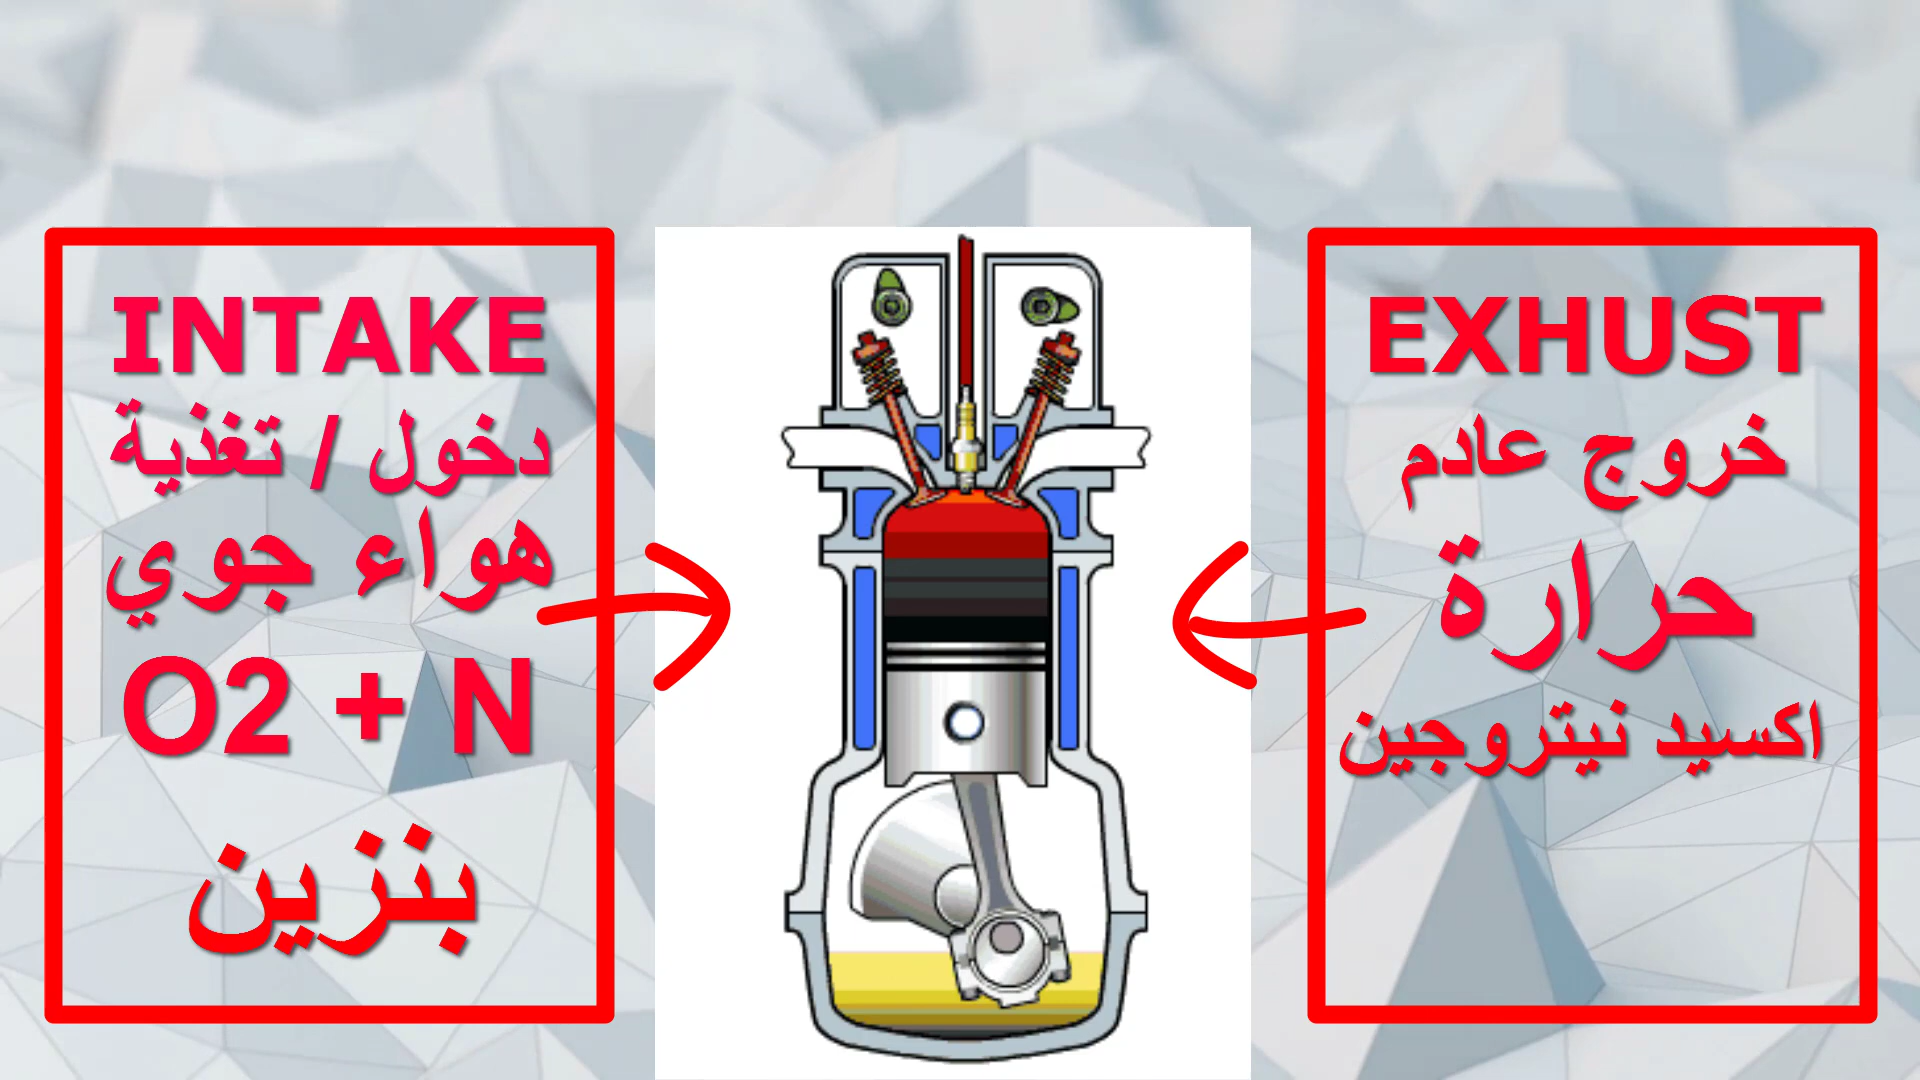 INTAKE
دخول / تغذية
هواء جوي
O2 + N
بنزين
EXHUST
خروج عادم
حرارة
اكسيد نيتروجين